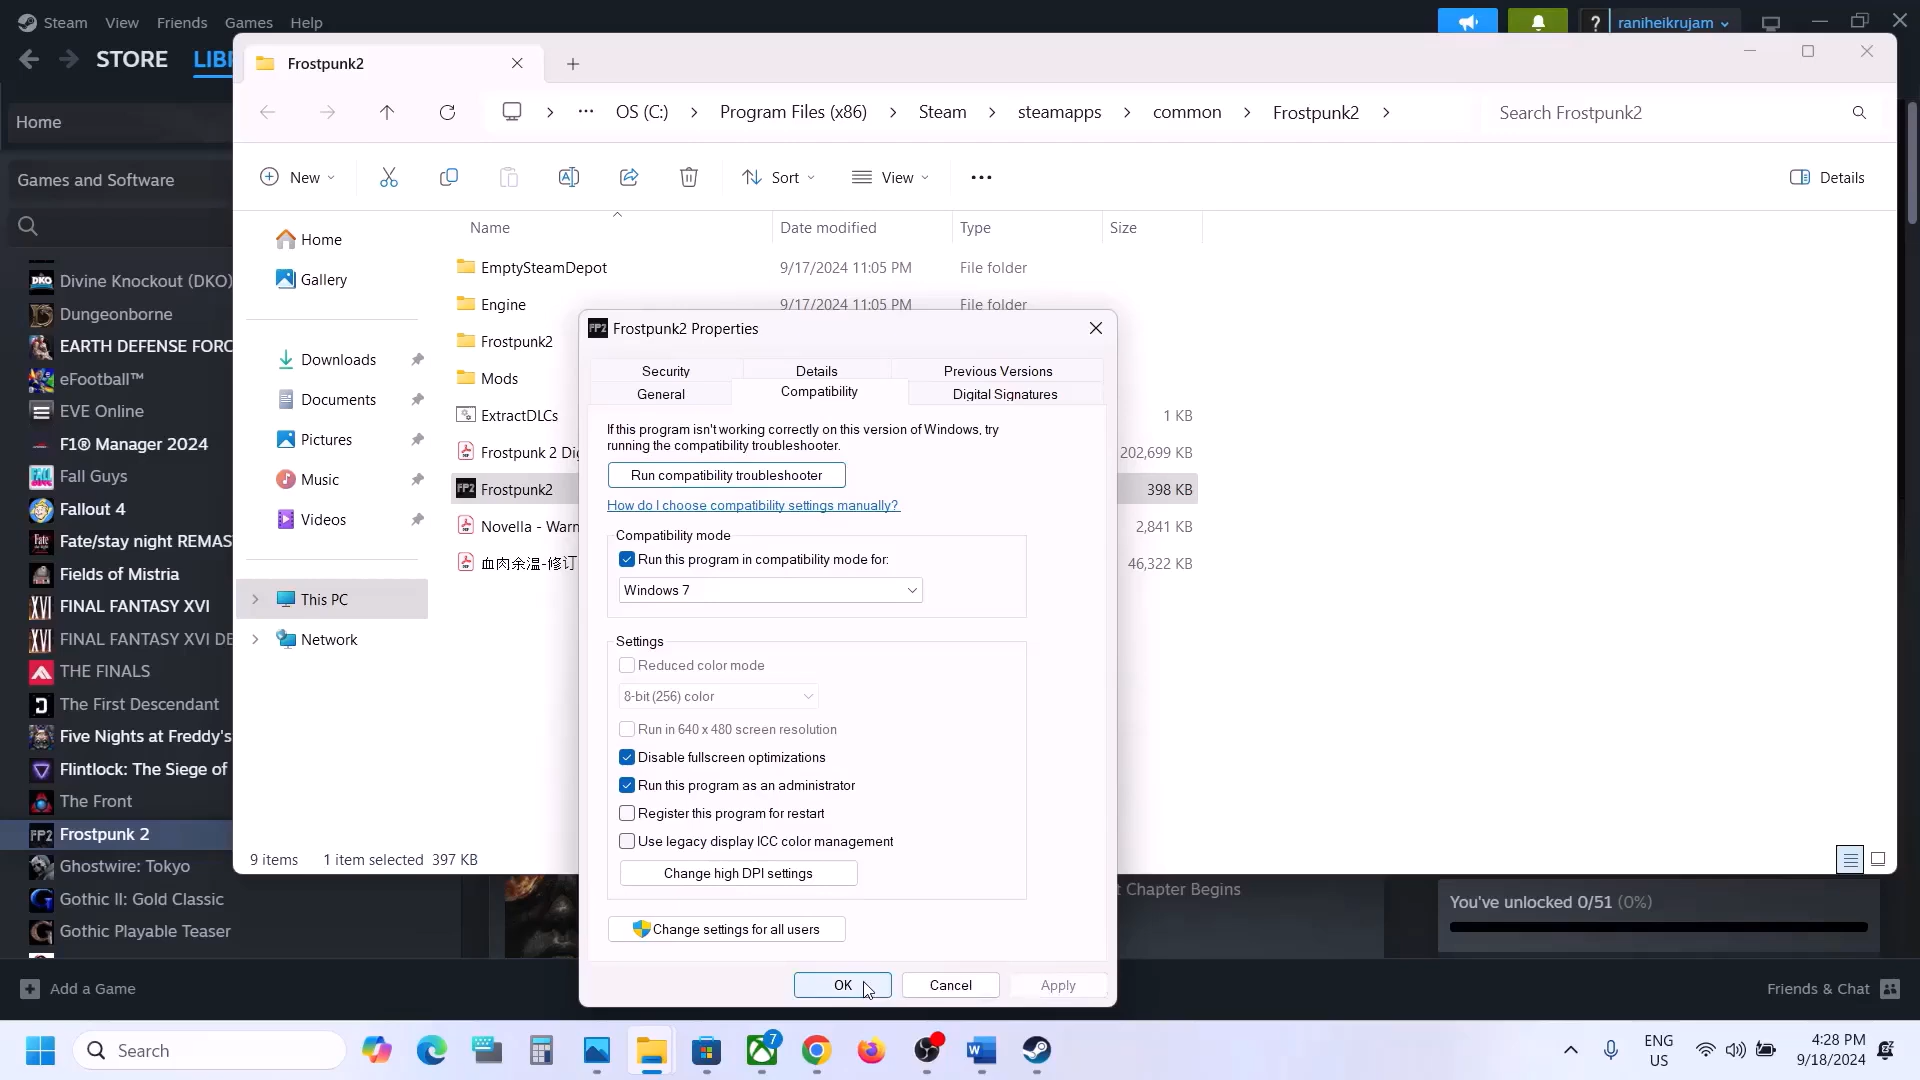 Steam View Friends Games Help
raniheikrujam
STORE
Frostpunk2
OS (C:) > Program Files (x86) > Steam > steamapps > common > Frostpunk2 >
Search Frostpunk2
Home
Games and Software
New
Sort
View
Details
Name Date modified Type Size
Home
Gallery
Downloads
Documents
Pictures
Music
Videos
This PC
Network
EmptySteamDepot 9/17/2024 11:05 PM File folder
Engine 9/17/2024 11:05 PM File folder
Frostpunk2
Mods
ExtractDLCs 1 KB
Frostpunk 2 202,699 KB
Frostpunk2 398 KB
Novella - 2,841 KB
血肉余温-修订 46,322 KB
Frostpunk2 Properties
Security Details Previous Versions
General Compatibility Digital Signatures
If this program isn't working correctly on this version of Windows, try
running the compatibility troubleshooter.
Run compatibility troubleshooter
How do I choose compatibility settings manually?
Compatibility mode
Run this program in compatibility mode for:
Windows 7
Settings
Reduced color mode
8-bit (256) color
Run in 640 x 480 screen resolution
Disable fullscreen optimizations
Run this program as an administrator
Register this program for restart
Use legacy display ICC color management
Change high DPI settings
Change settings for all users
OK Cancel Apply
Divine Knockout (DKO)
Dungeonborne
EARTH DEFENSE FORC
eFootball™
EVE Online
F1® Manager 2024
Fall Guys
Fallout 4
Fate/stay night REMAS
Fields of Mistria
FINAL FANTASY XVI
FINAL FANTASY XVI DE
THE FINALS
The First Descendant
Five Nights at Freddy's
Flintlock: The Siege of
The Front
Frostpunk 2
Ghostwire: Tokyo
Gothic II: Gold Classic
Gothic Playable Teaser
9 items 1 item selected 397 KB
t Chapter Begins
You've unlocked 0/51 (0%)
Add a Game
Friends & Chat
Search
7
ENG
US
4:28 PM
9/18/2024